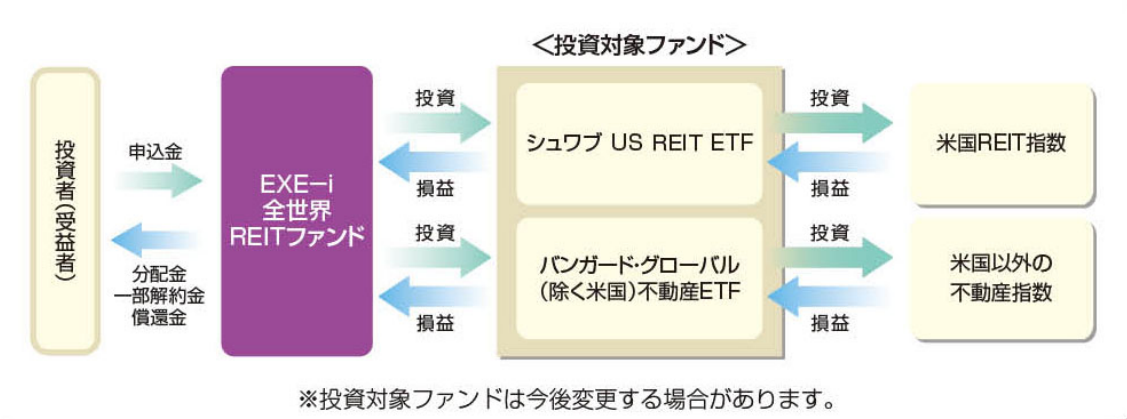 <投資対象ファンド>
投資者(受益者)
申込金
分配金
一部解約金
償還金
EXE-i
全世界
REITファンド
投資
損益
投資
損益
シュワブ US REIT ETF
バンガード・グローバル
(除く米国)不動産ETF
投資
損益
投資
損益
米国REIT指数
米国以外の
不動産指数
※投資対象ファンドは今後変更する場合があります。